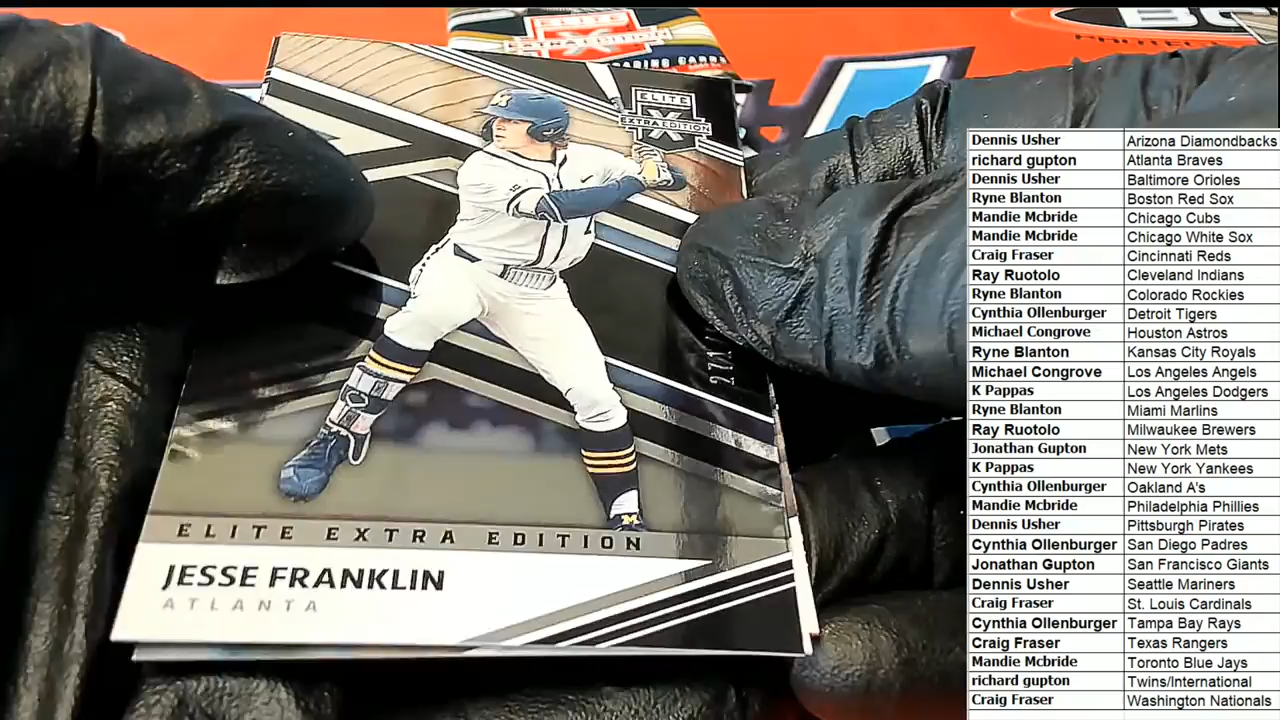 ELITE
EXTRA EDITION
ELITE EXTRA EDITION
JESSE FRANKLIN
ATLANTA
Dennis Usher Arizona Diamondbacks
richard gupton Atlanta Braves
Dennis Usher Baltimore Orioles
Ryne Blanton Boston Red Sox
Mandie Mcbride Chicago Cubs
Mandie Mcbride Chicago White Sox
Craig Fraser Cincinnati Reds
Ray Ruotolo Cleveland Indians
Ryne Blanton Colorado Rockies
Cynthia Ollenburger Detroit Tigers
Michael Congrove Houston Astros
Ryne Blanton Kansas City Royals
Michael Congrove Los Angeles Angels
K Pappas Los Angeles Dodgers
Ryne Blanton Miami Marlins
Ray Ruotolo Milwaukee Brewers
Jonathan Gupton New York Mets
K Pappas New York Yankees
Cynthia Ollenburger Oakland A's
Mandie Mcbride Philadelphia Phillies
Dennis Usher Pittsburgh Pirates
Cynthia Ollenburger San Diego Padres
Jonathan Gupton San Francisco Giants
Dennis Usher Seattle Mariners
Craig Fraser St. Louis Cardinals
Cynthia Ollenburger Tampa Bay Rays
Craig Fraser Texas Rangers
Mandie Mcbride Toronto Blue Jays
richard gupton Twins/International
Craig Fraser Washington Nationals